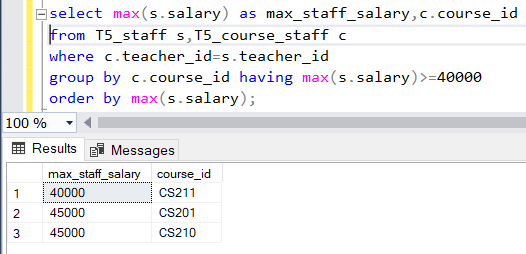 select max(s.salary) as max_staff_salary,c.course_id
from T5_staff s,T5_course_staff c
where c.teacher_id=s.teacher_id
group by c.course_id having max(s.salary)>=40000
order by max(s.salary);
100 %
Results Messages
max_staff_salary course_id
1 40000 CS211
2 45000 CS201
3 45000 CS210